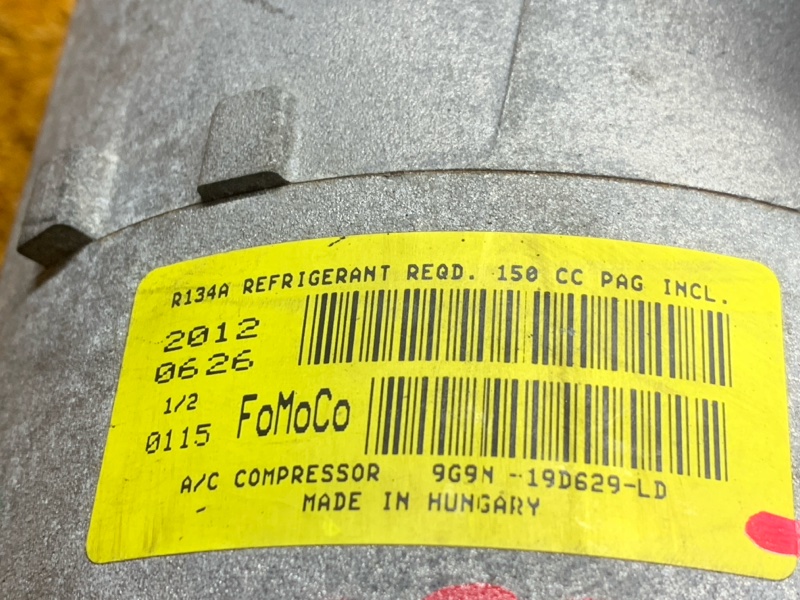 R134A REFRIGERANT REQD. 150 CC PAG INCL.
2012
0626
1/2
0115 FoMoCo
A/C COMPRESSOR 9G9N -19D629-LD
MADE IN HUNGARY